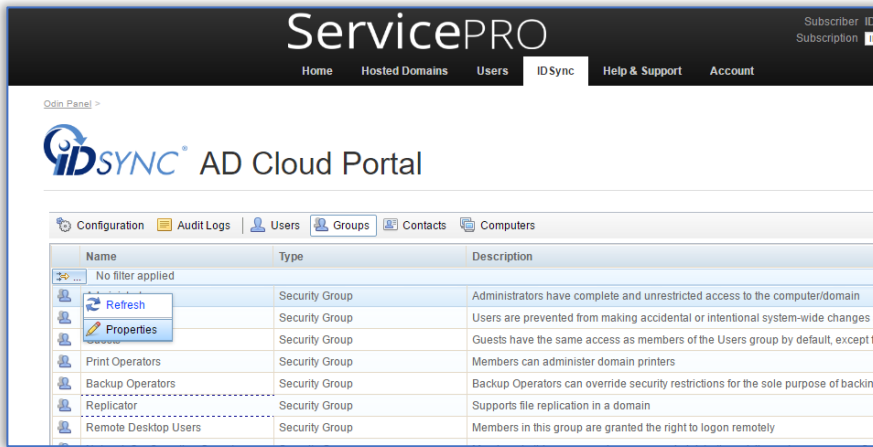 ServicePRO
Subscriber ID
Subscription
Home Hosted Domains Users IDSync Help & Support Account
Odin Panel >
iDSYNC AD Cloud Portal
Configuration Audit Logs Users Groups Contacts Computers
Name Type Description
... No filter applied
Security Group Administrators have complete and unrestricted access to the computer/domain
Refresh
Security Group Users are prevented from making accidental or intentional system-wide changes
Properties
Security Group Guests have the same access as members of the Users group by default, except
Print Operators Security Group Members can administer domain printers
Backup Operators Security Group Backup Operators can override security restrictions for the sole purpose of
Replicator Security Group Supports file replication in a domain
Remote Desktop Users Security Group Members in this group are granted the right to logon remotely